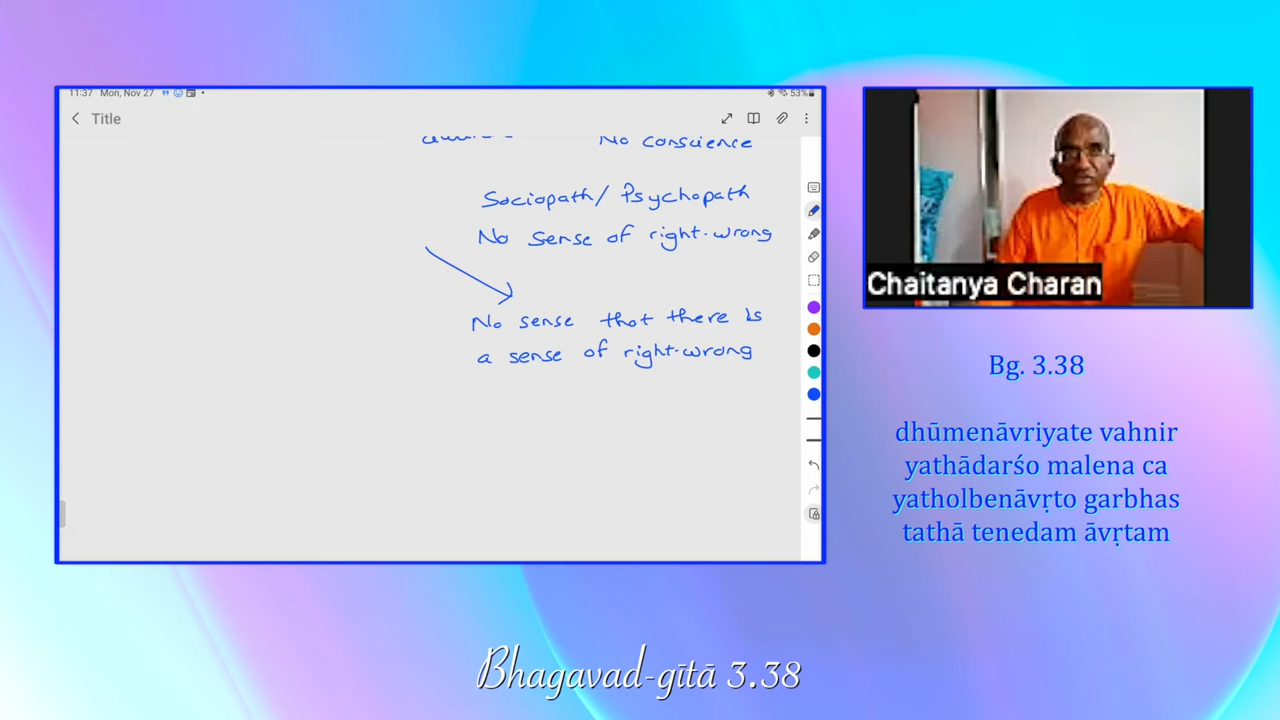 11:37 Mon, Nov 27
53%
Title
No conscience
Sociopath/ Psychopath
No sense of right-wrong
No sense that there is
a sense of right-wrong
Chaitanya Charan
Bg. 3.38
dhūmenāvriyate vahnir
yathādarśo malena ca
yatholbenāvṛto garbhas
tathā tenedam āvṛtam
Bhagavad-gītā 3.38